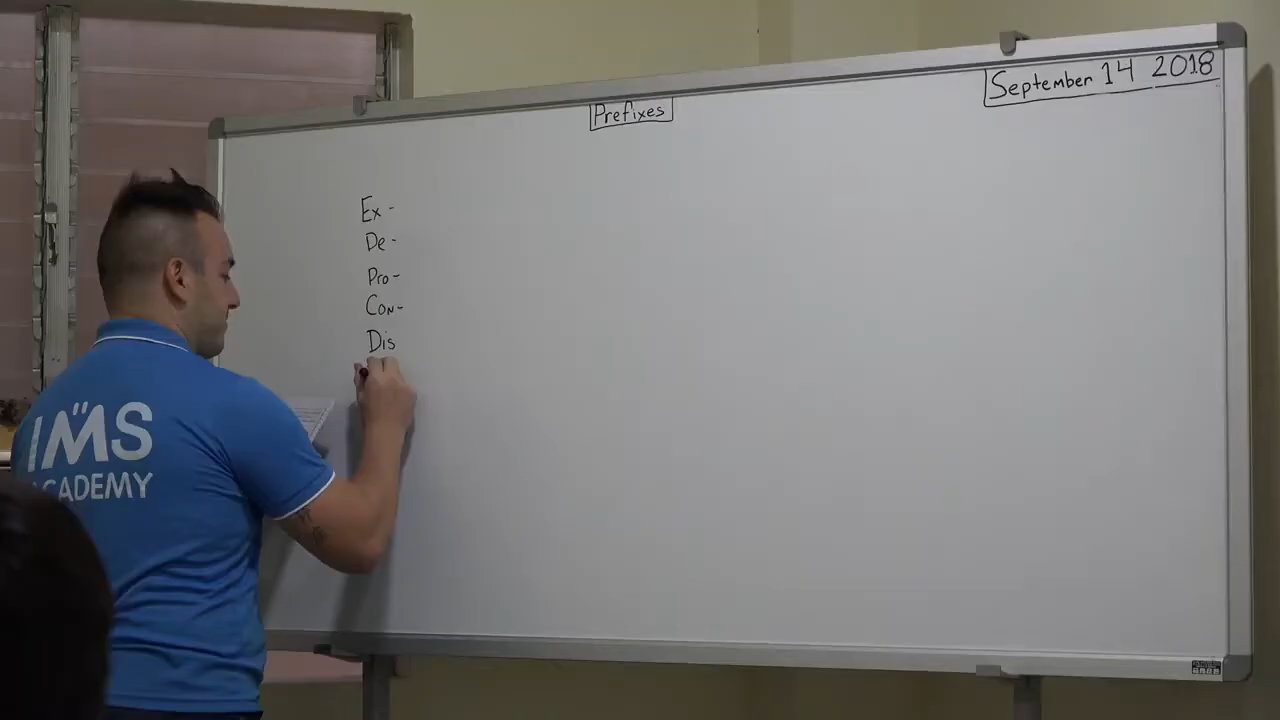 September 14 2018
Prefixes
Ex -
De -
Pro -
Con -
Dis
IMS
ACADEMY